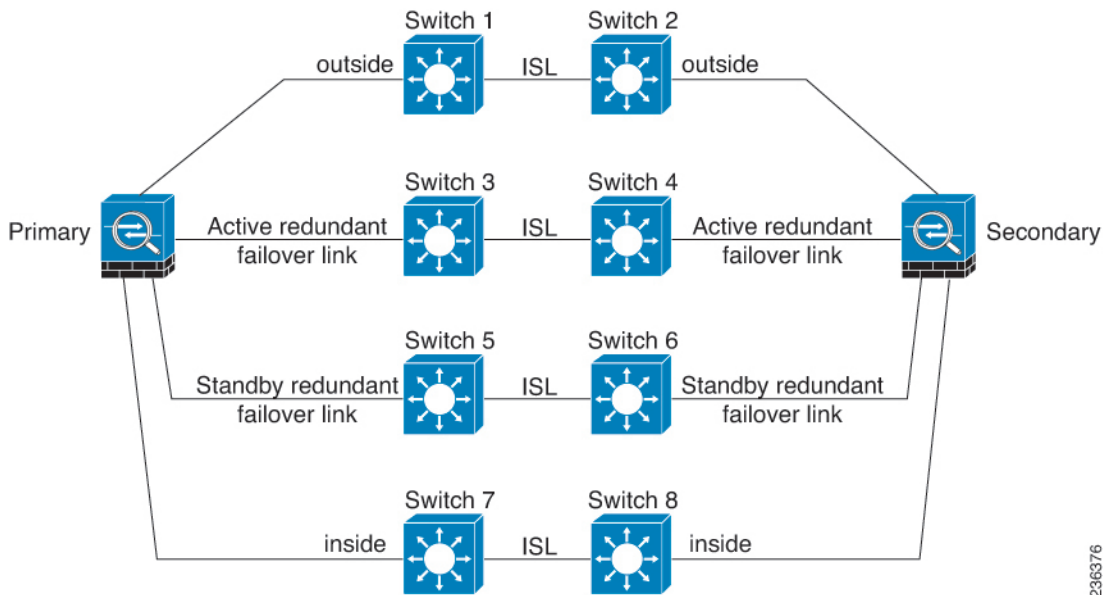 Switch 1
Switch 2
outside
ISL
outside
Switch 3
Switch 4
Primary
Active redundant
failover link
ISL
Active redundant
failover link
Secondary
Switch 5
Switch 6
Standby redundant
failover link
ISL
Standby redundant
failover link
Switch 7
Switch 8
inside
ISL
inside
236376